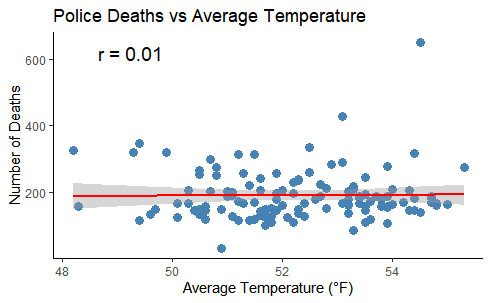 Police Deaths vs Average Temperature
r = 0.01
Number of Deaths
600
400
200
48
50
52
54
Average Temperature (°F)